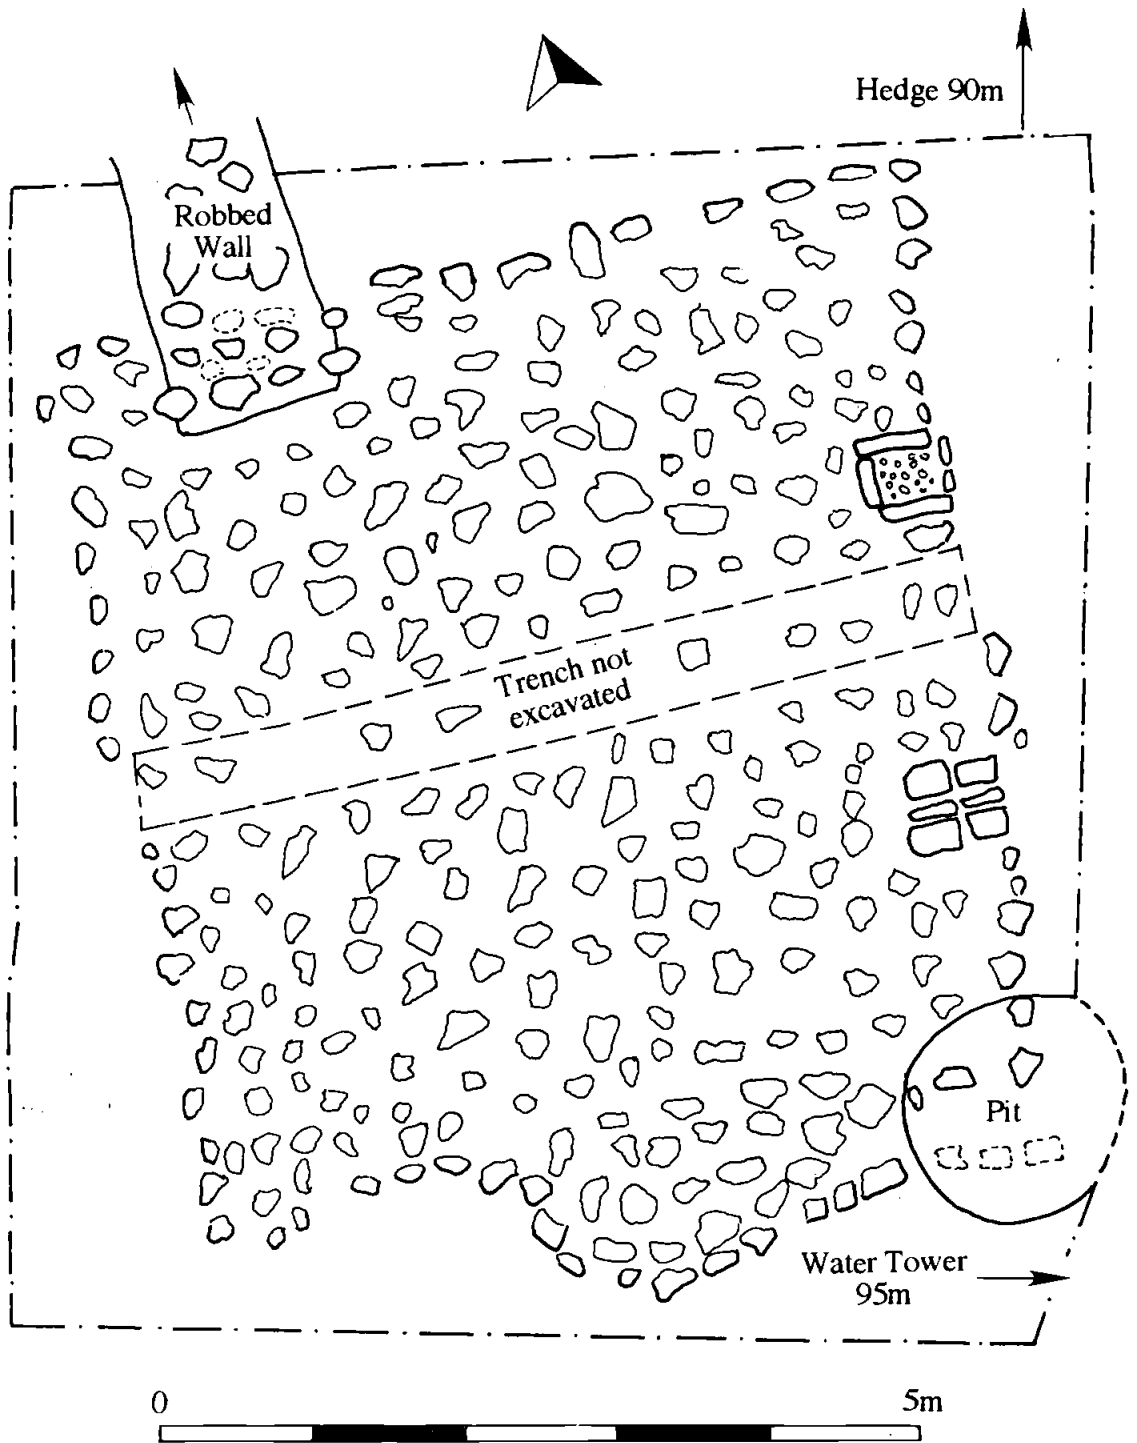 Hedge 90m
Robbed
Wall
Trench not
excavated
Pit
Water Tower
95m
0
5m